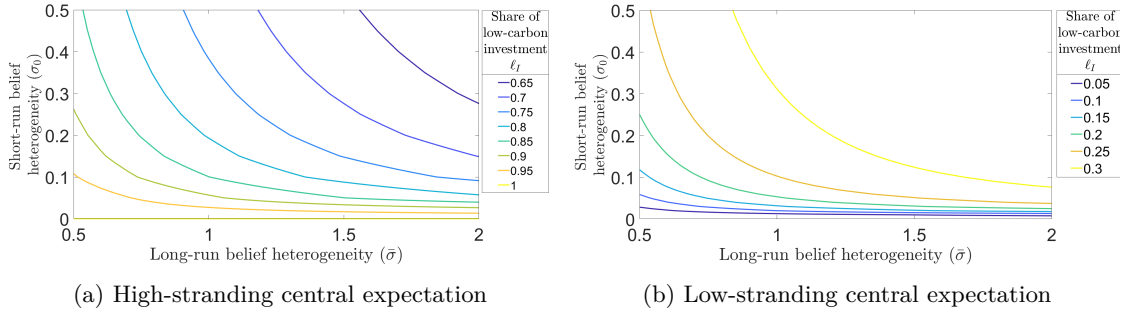 Short-run belief
heterogeneity (σ₀)
0.5
0.4
0.3
0.2
0.1
0
0.5
1
1.5
2
Long-run belief heterogeneity (σ̄)
Share of
low-carbon
investment
ℓ_I
0.65
0.7
0.75
0.8
0.85
0.9
0.95
1
(a) High-stranding central expectation
Short-run belief
heterogeneity (σ₀)
0.5
0.4
0.3
0.2
0.1
0
0.5
1
1.5
2
Long-run belief heterogeneity (σ̄)
Share of
low-carbon
investment
ℓ_I
0.05
0.1
0.15
0.2
0.25
0.3
(b) Low-stranding central expectation